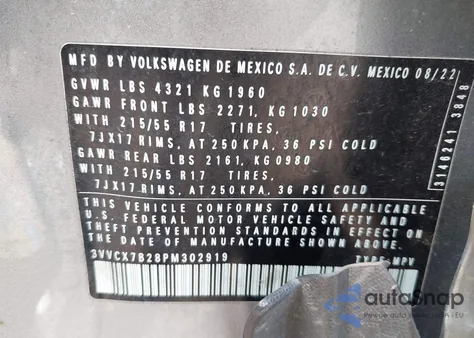 MFD BY VOLKSWAGEN DE MEXICO S.A. DE C.V. MEXICO 08/22
GVWR LBS 4321 KG 1960
GAWR FRONT LBS 2271, KG 1030
WITH 215/55 R17 TIRES,
7JX17 RIMS, AT 250 KPA, 36 PSI COLD
GAWR REAR LBS 2161, KG 0980
WITH 215/55 R17 TIRES,
7JX17 RIMS, AT 250 KPA, 36 PSI COLD
THIS VEHICLE CONFORMS TO ALL APPLICABLE
U.S. FEDERAL MOTOR VEHICLE SAFETY AND
THEFT PREVENTION STANDARDS IN EFFECT
ON THE DATE OF MANUFACTURE SHOWN ABOVE
3VVCX7B28PM302919
TYPE: MPV
3146241 3848
autoSnap